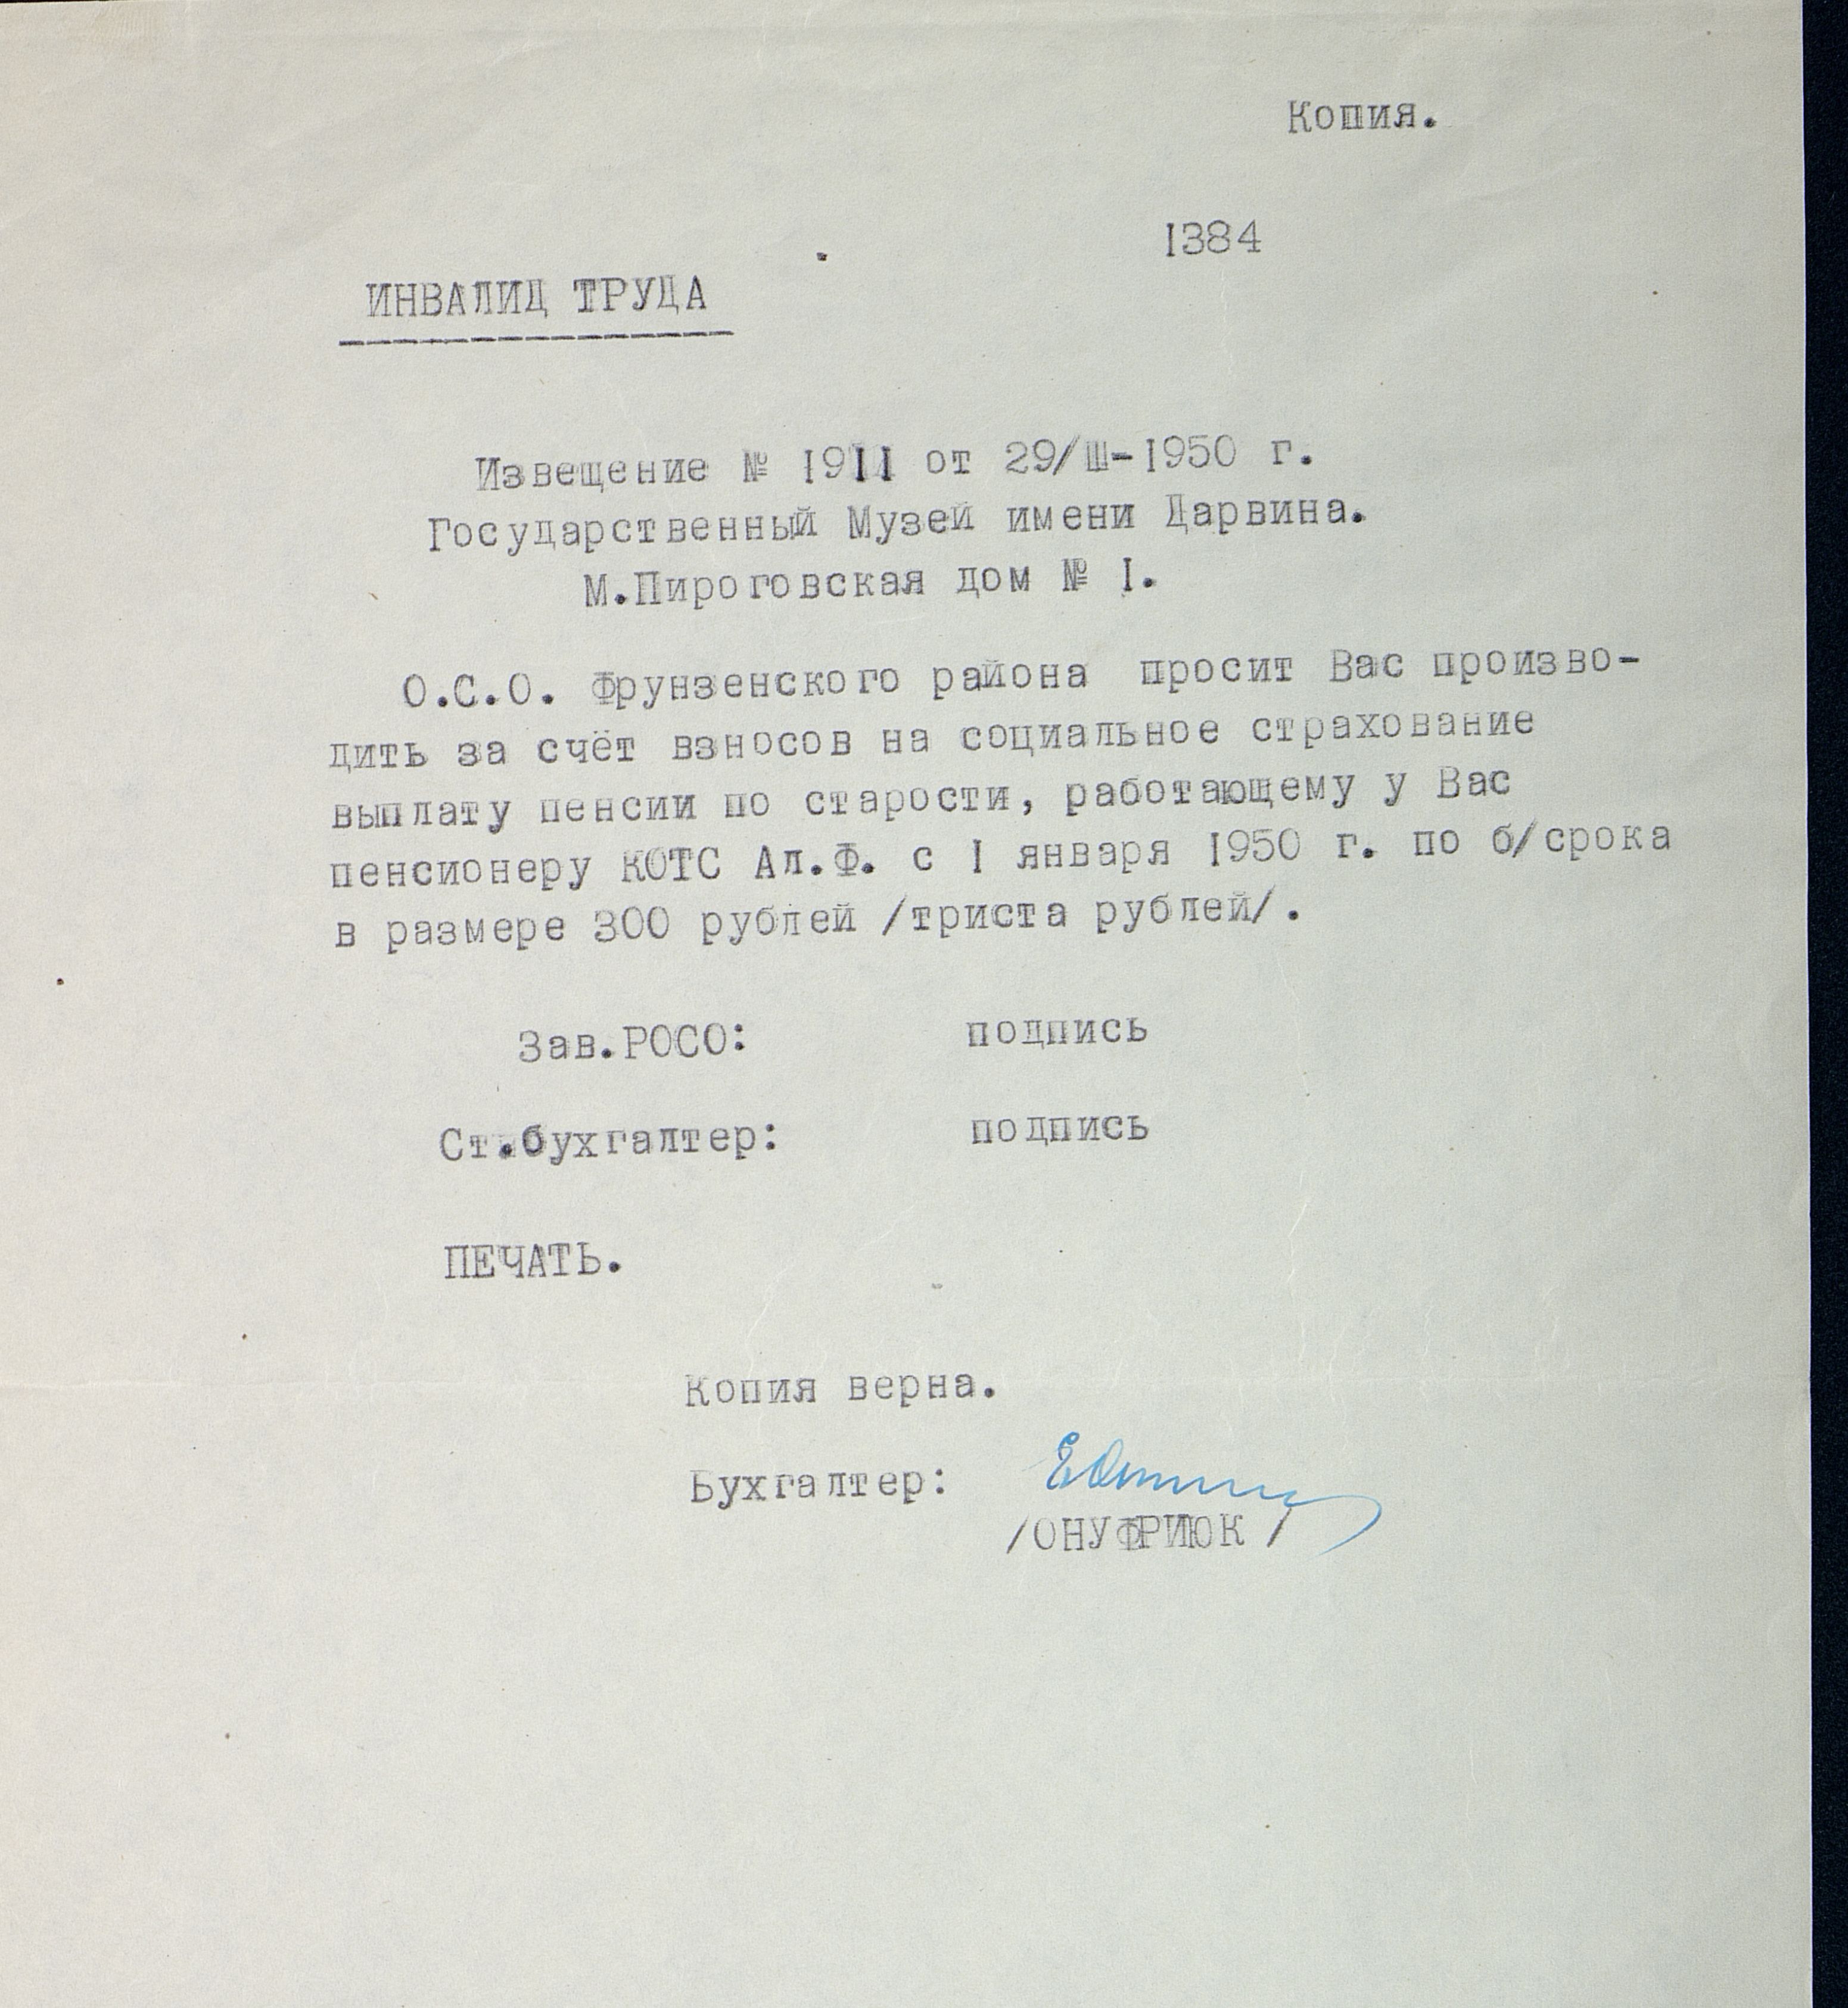 Копия.
1384
ИНВАЛИД ТРУДА
Извещение № 1911 от 29/Ш-1950 г.
Государственный Музей имени Дарвина.
М.Пироговская дом № I.
О.С.О. Фрунзенского района просит Вас произво-
дить за счёт взносов на социальное страхование
выплату пенсии по старости, работающему у Вас
пенсионеру КОТС Ал.Ф. с I января 1950 г. по б/срока
в размере 300 рублей /триста рублей/.
Зав.РОСО: подпись
Ст.бухгалтер: подпись
ПЕЧАТЬ.
Копия верна.
Бухгалтер:
/ОНУФРИЮК/